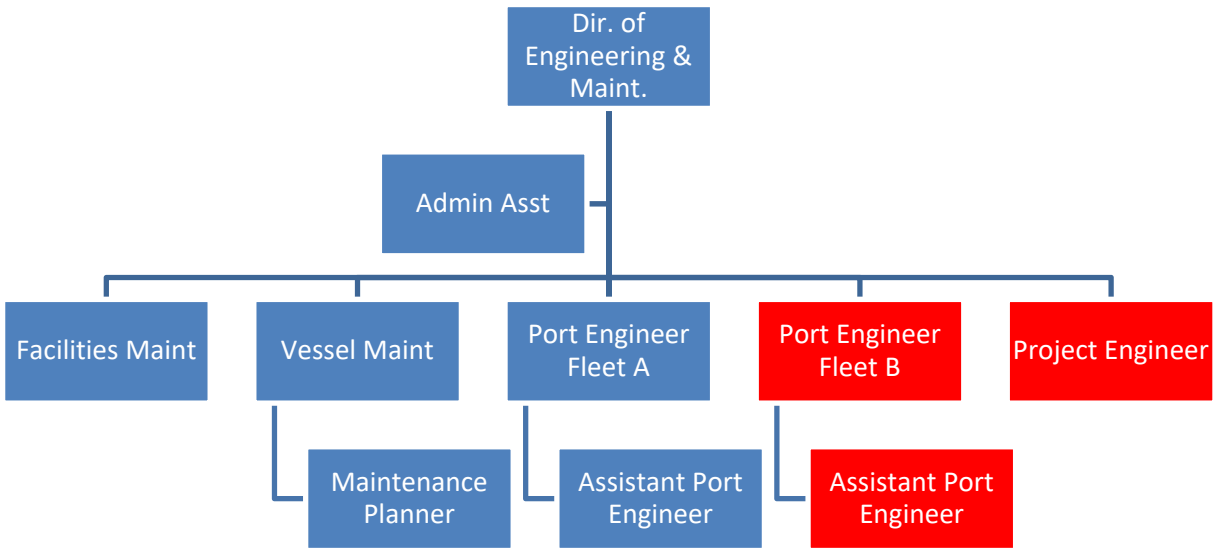 Dir. of
Engineering &
Maint.
Admin Asst
Facilities Maint
Vessel Maint
Port Engineer
Fleet A
Port Engineer
Fleet B
Project Engineer
Maintenance
Planner
Assistant Port
Engineer
Assistant Port
Engineer